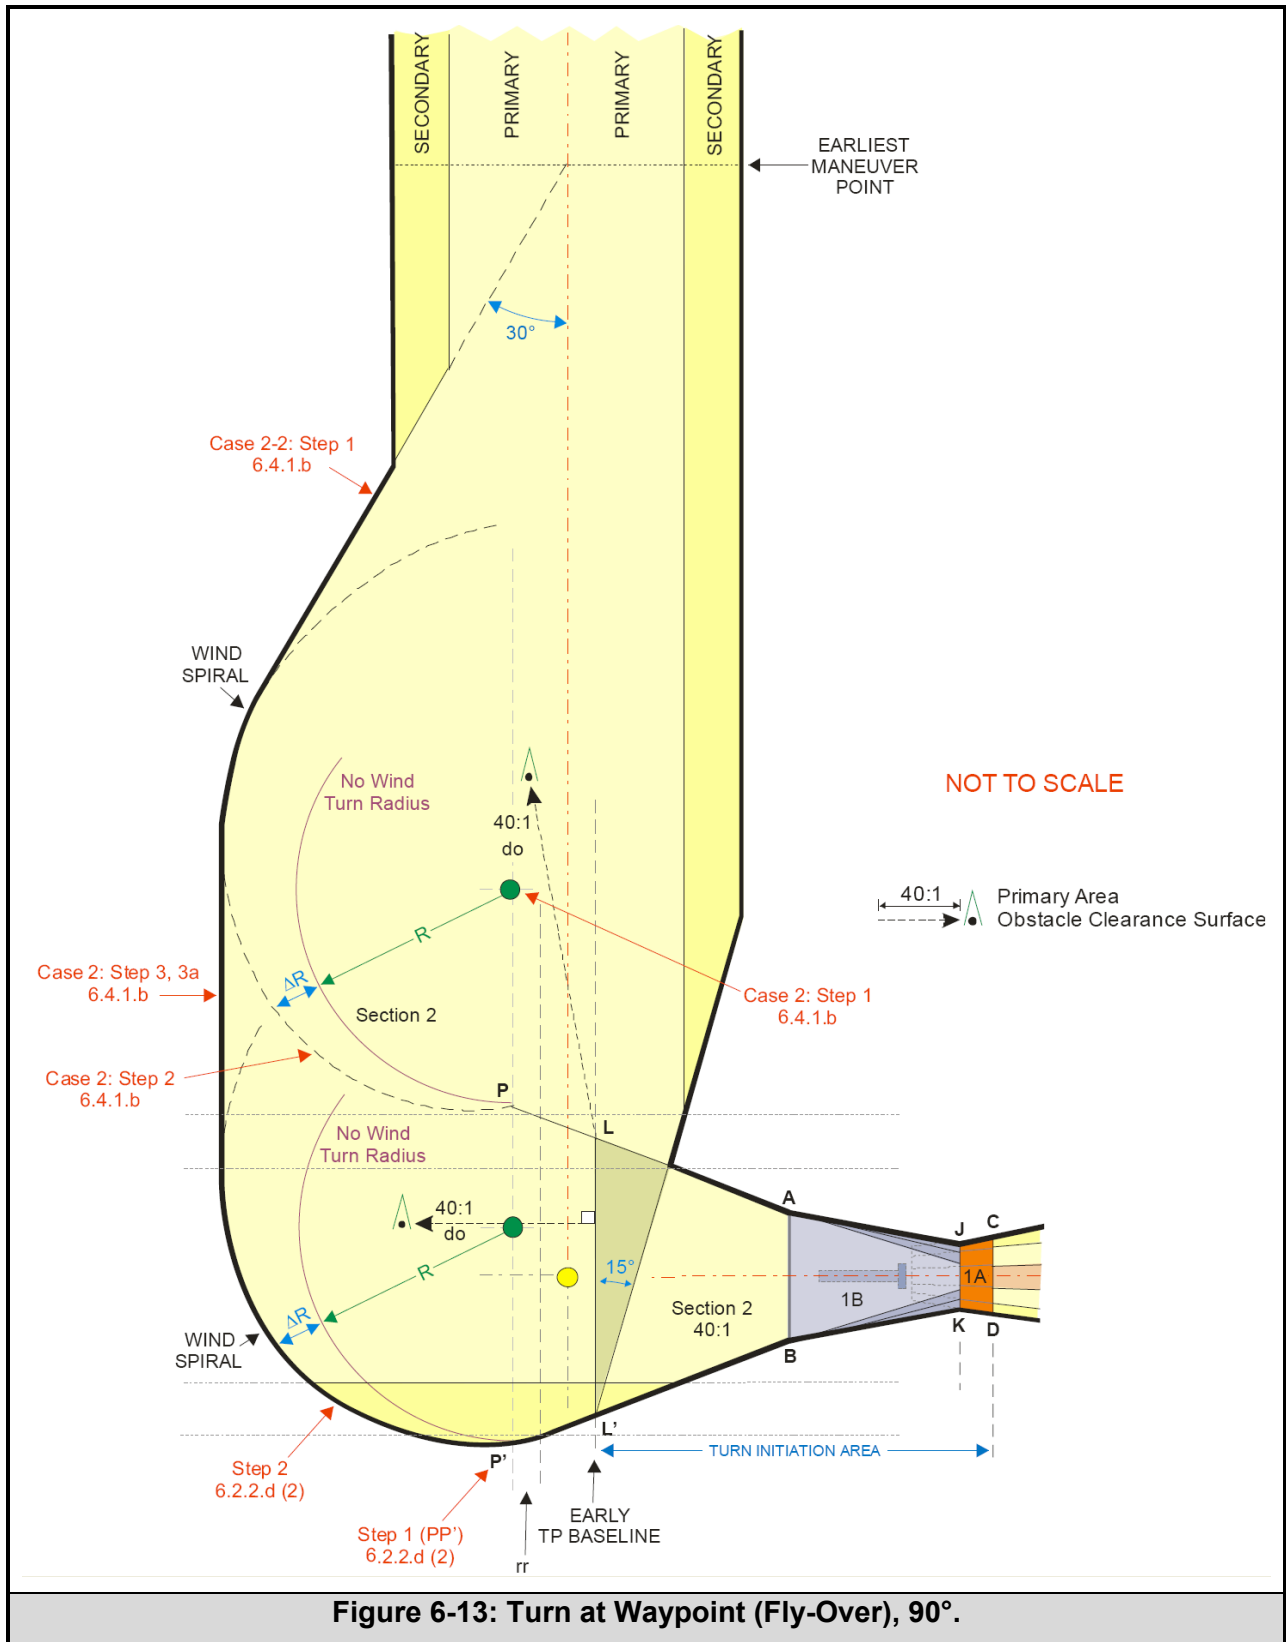 SECONDARY
PRIMARY
PRIMARY
SECONDARY
EARLIEST
MANEUVER
POINT
30°
Case 2-2: Step 1
6.4.1.b
WIND
SPIRAL
No Wind
Turn Radius
40:1
do
NOT TO SCALE
40:1
Primary Area
Obstacle Clearance Surface
R
ΔR
Case 2: Step 3, 3a
6.4.1.b
Section 2
Case 2: Step 1
6.4.1.b
Case 2: Step 2
6.4.1.b
P
L
No Wind
Turn Radius
A
40:1
do
J
C
R
15°
1A
1B
Section 2
40:1
ΔR
K
D
WIND
SPIRAL
B
L’
P’
TURN INITIATION AREA
Step 2
6.2.2.d (2)
EARLY
TP BASELINE
Step 1 (PP’)
6.2.2.d (2)
rr
Figure 6-13: Turn at Waypoint (Fly-Over), 90°.